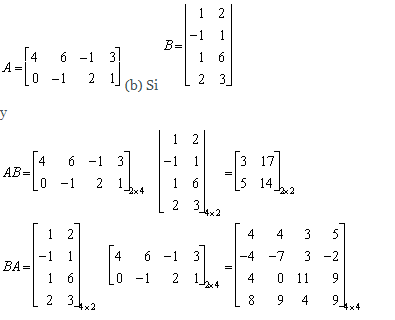 A= [4 6 −1 3
0 −1 2 1] (b) Si B= [1 2
−1 1
1 6
2 3]
y
AB= [4 6 −1 3
0 −1 2 1]2×4 [1 2
−1 1
1 6
2 3]4×2 = [3 17
5 14]2×2
BA= [1 2
−1 1
1 6
2 3]4×2 [4 6 −1 3
0 −1 2 1]2×4 = [4 4 3 5
−4 −7 3 −2
4 0 11 9
8 9 4 9]4×4